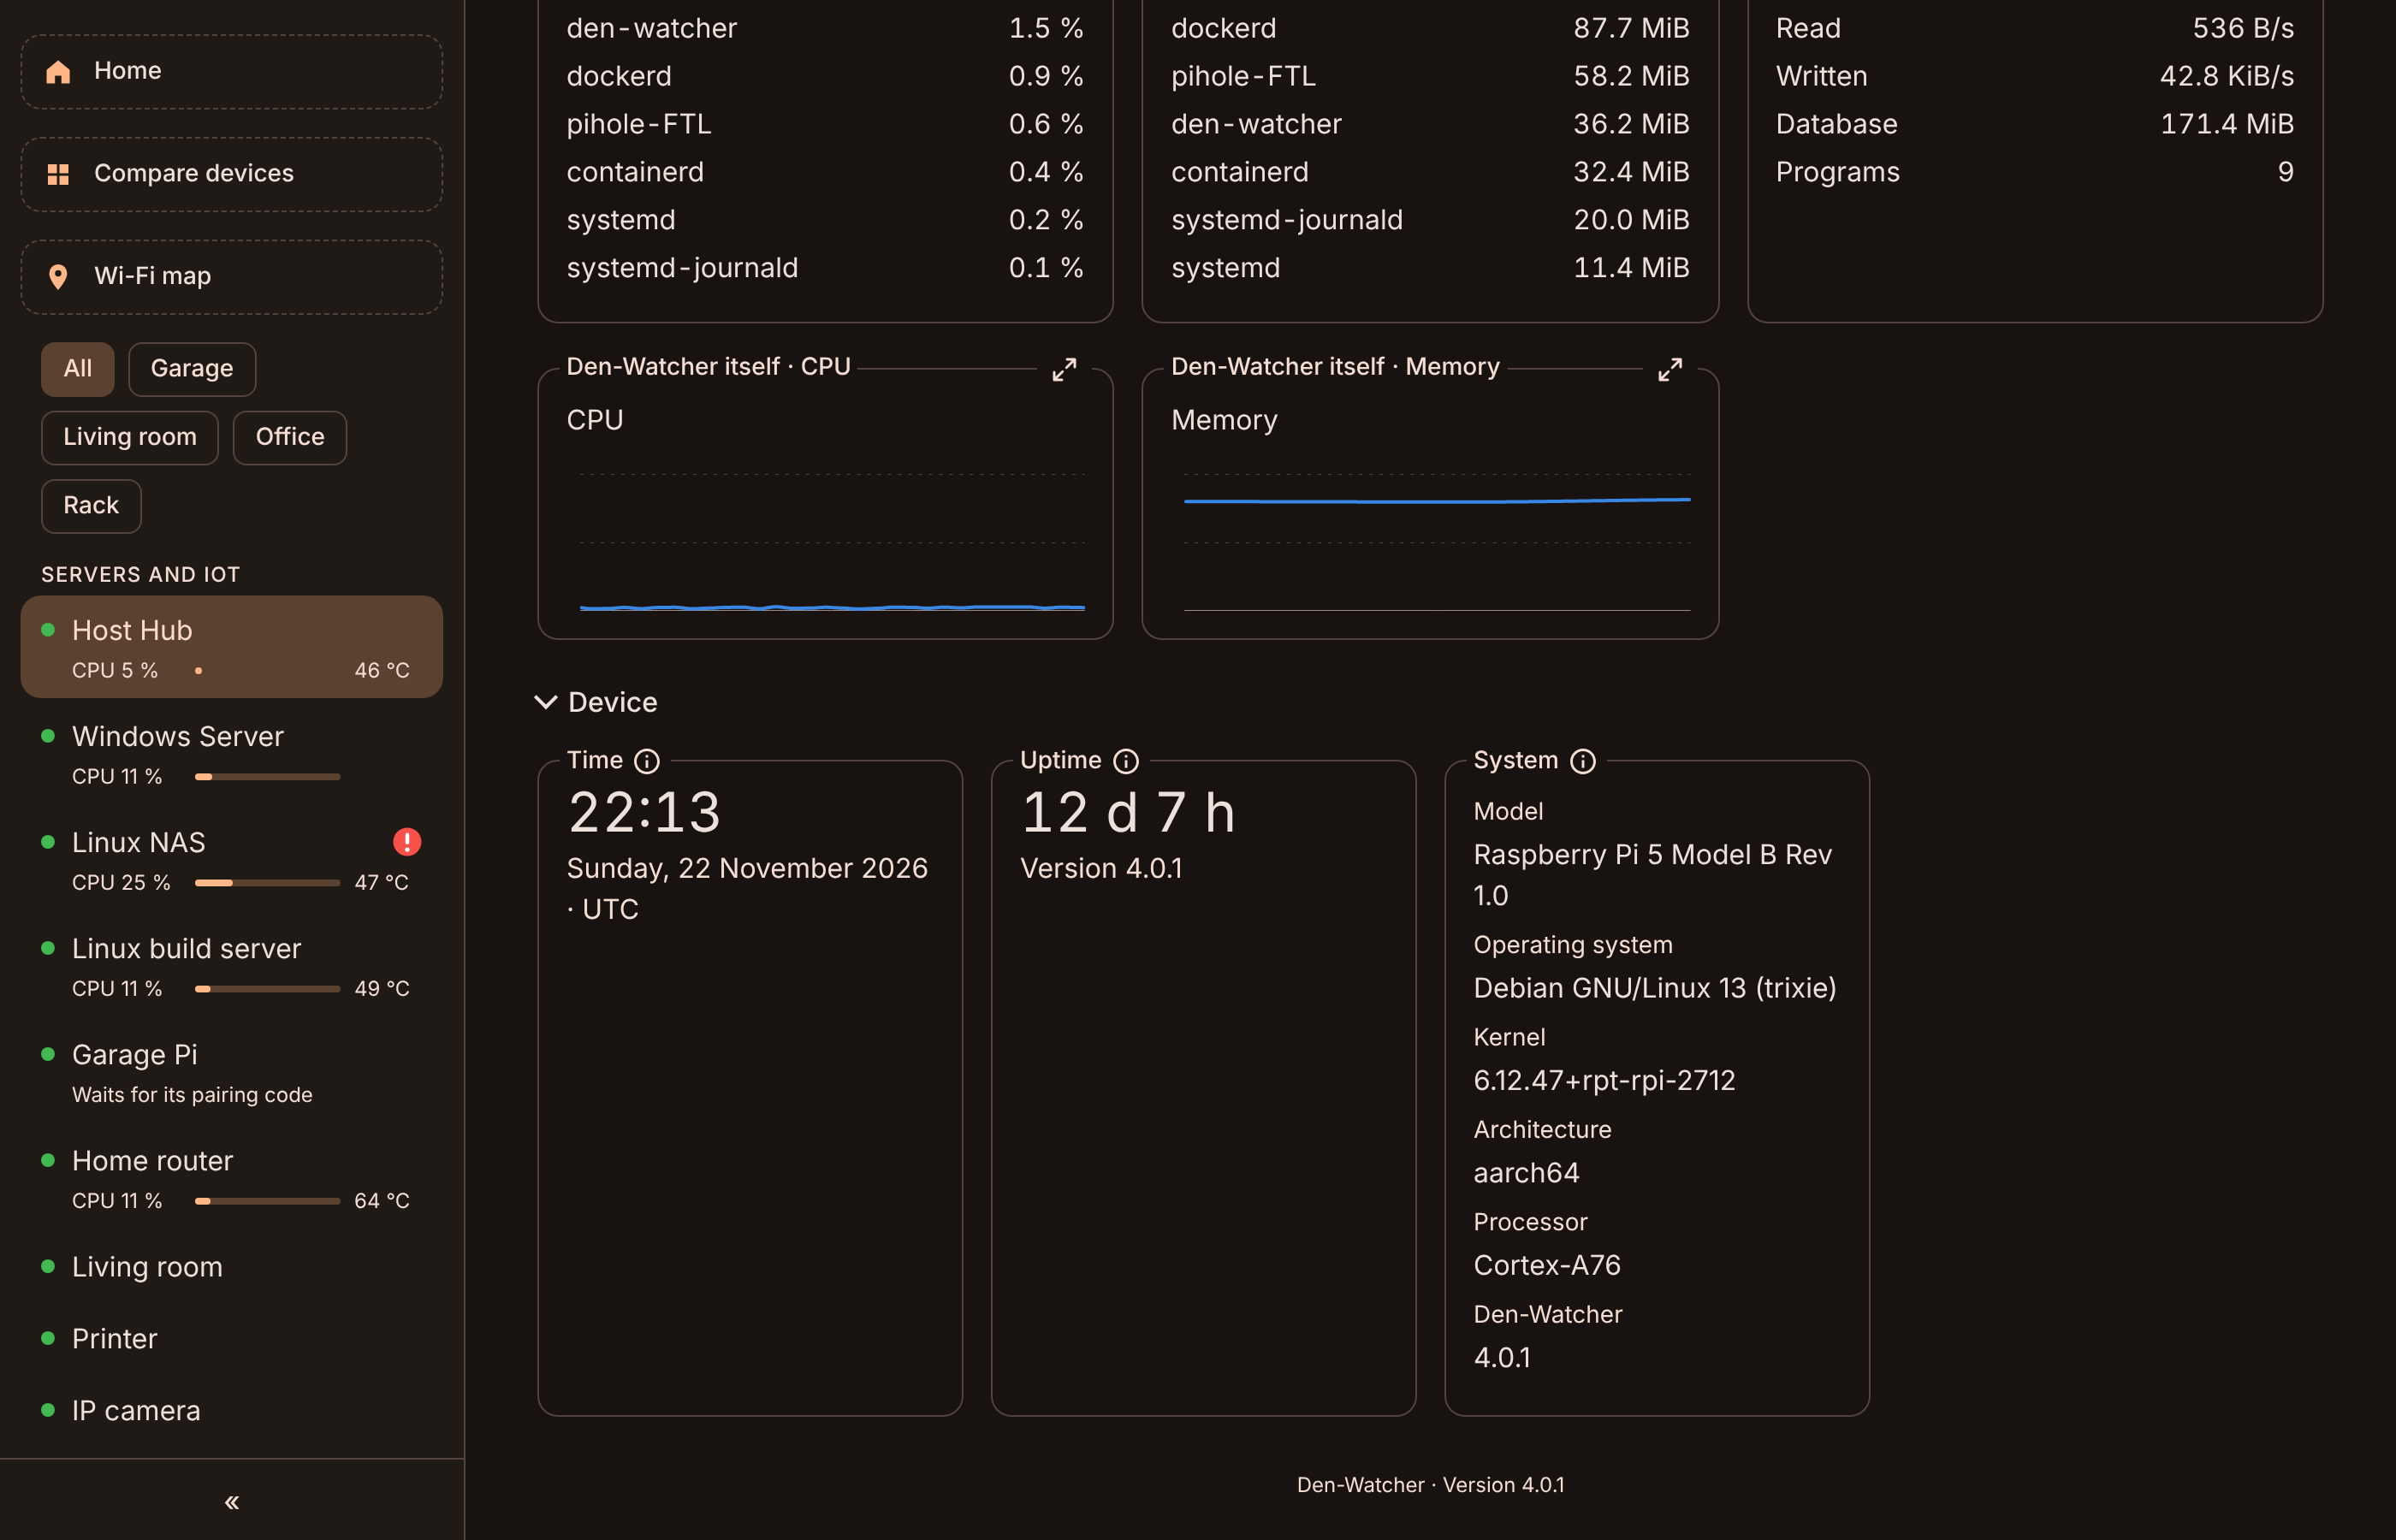 Home
Compare devices
Wi-Fi map
All
Garage
Living room
Office
Rack
SERVERS AND IOT
Host Hub
CPU 5 %
46 °C
Windows Server
CPU 11 %
Linux NAS
CPU 25 %
47 °C
Linux build server
CPU 11 %
49 °C
Garage Pi
Waits for its pairing code
Home router
CPU 11 %
64 °C
Living room
Printer
IP camera
«
den-watcher 1.5 %
dockerd 0.9 %
pihole-FTL 0.6 %
containerd 0.4 %
systemd 0.2 %
systemd-journald 0.1 %
dockerd 87.7 MiB
pihole-FTL 58.2 MiB
den-watcher 36.2 MiB
containerd 32.4 MiB
systemd-journald 20.0 MiB
systemd 11.4 MiB
Read 536 B/s
Written 42.8 KiB/s
Database 171.4 MiB
Programs 9
Den-Watcher itself · CPU
CPU
Den-Watcher itself · Memory
Memory
Device
Time
22:13
Sunday, 22 November 2026
· UTC
Uptime
12 d 7 h
Version 4.0.1
System
Model
Raspberry Pi 5 Model B Rev
1.0
Operating system
Debian GNU/Linux 13 (trixie)
Kernel
6.12.47+rpt-rpi-2712
Architecture
aarch64
Processor
Cortex-A76
Den-Watcher
4.0.1
Den-Watcher · Version 4.0.1